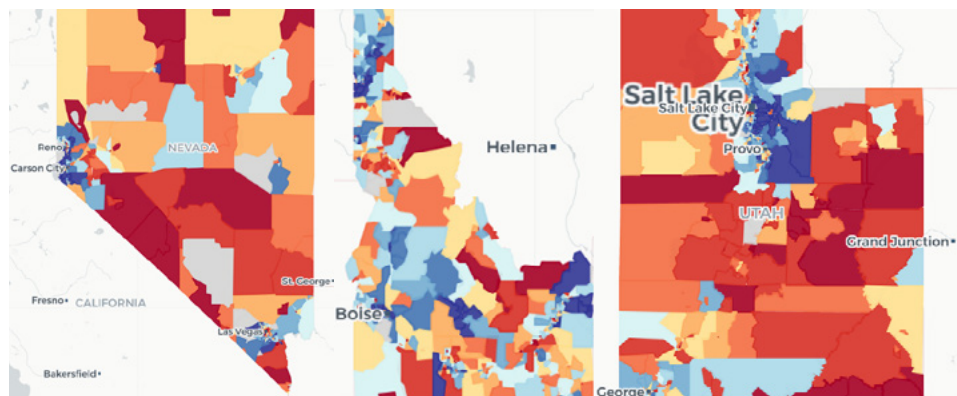 Reno
NEVADA
Carson City
St. George
Fresno
CALIFORNIA
Las Vegas
Bakersfield
Helena
Boise
Salt Lake
City
Salt Lake City
Provo
UTAH
Grand Junction
George